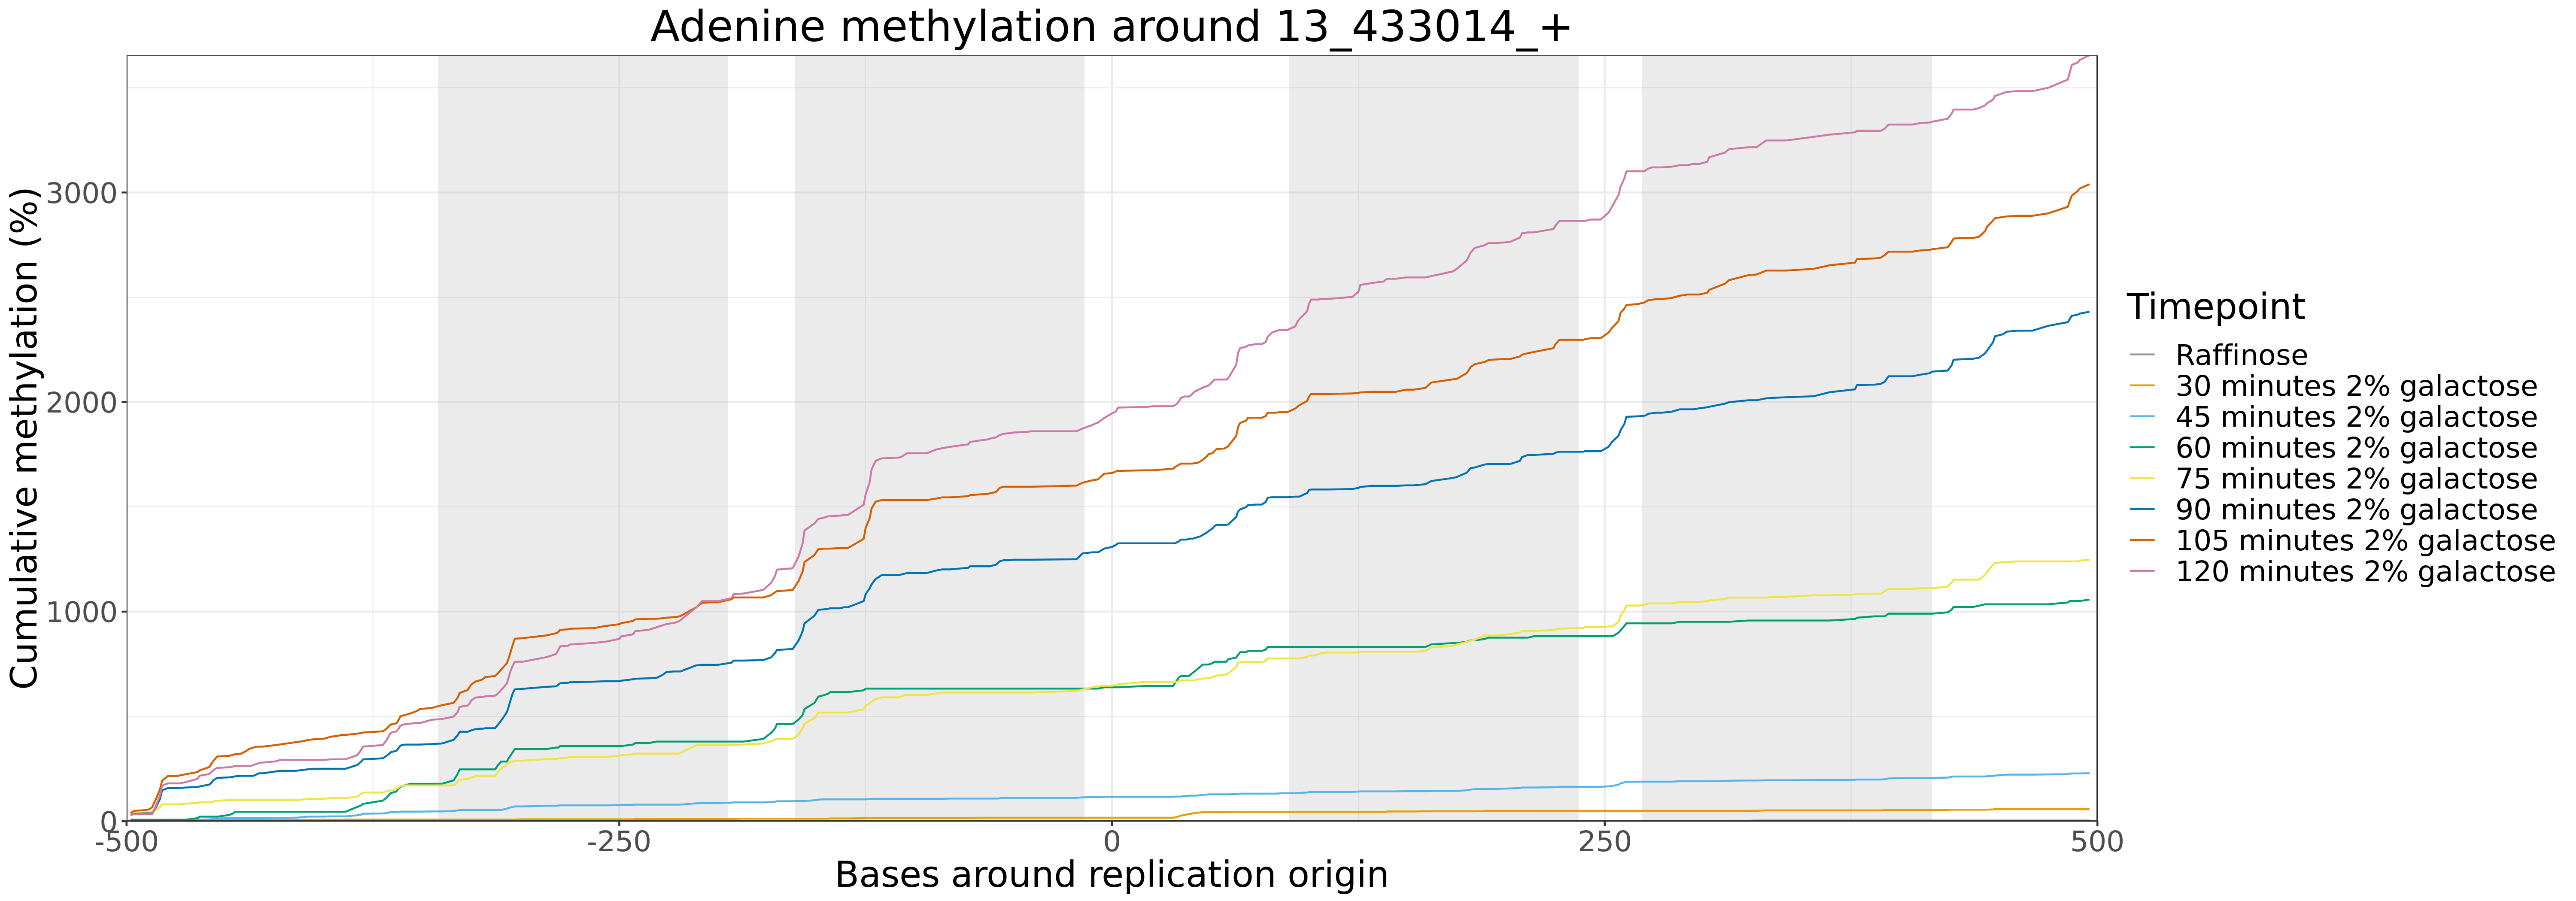 Adenine methylation around 13_433014_+
Cumulative methylation (%)
3000
2000
1000
0
-500
-250
0
250
500
Bases around replication origin
Timepoint
Raffinose
30 minutes 2% galactose
45 minutes 2% galactose
60 minutes 2% galactose
75 minutes 2% galactose
90 minutes 2% galactose
105 minutes 2% galactose
120 minutes 2% galactose